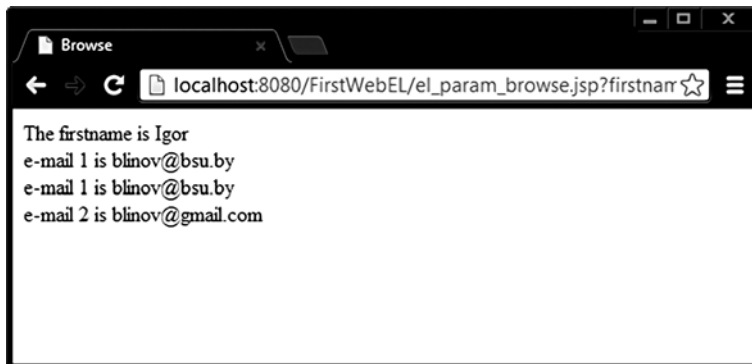 Browse
localhost:8080/FirstWebEL/el_param_browse.jsp?firstnam
The firstname is Igor
e-mail 1 is blinov@bsu.by
e-mail 1 is blinov@bsu.by
e-mail 2 is blinov@gmail.com